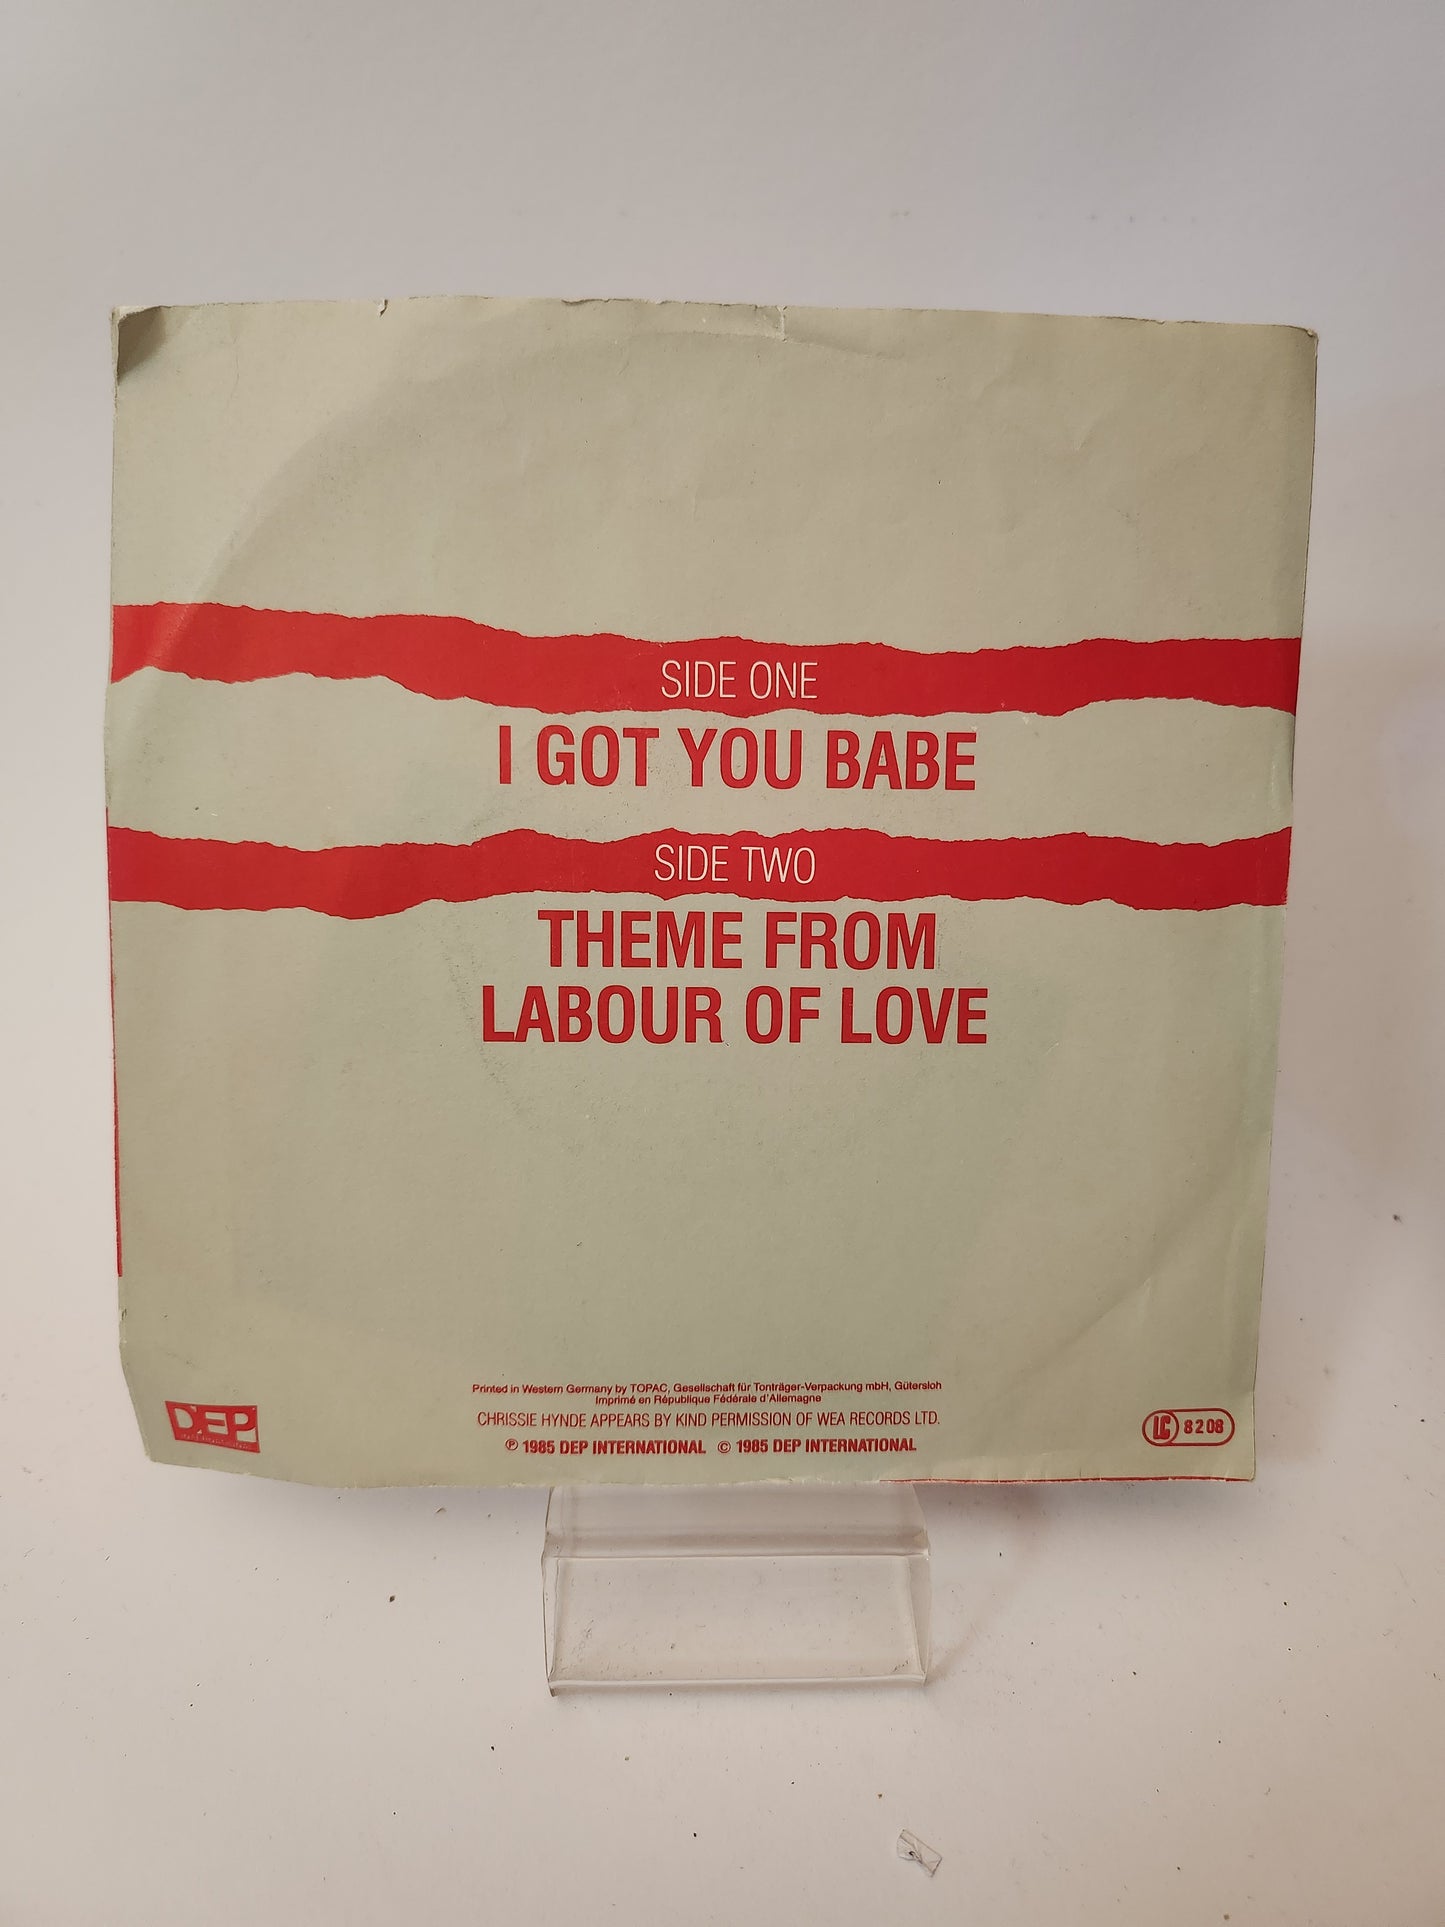 SIDE ONE
I GOT YOU BABE
SIDE TWO
THEME FROM
LABOUR OF LOVE
Printed in Western Germany by TOPAC, Gesellschaft für Tonträger-Verpackung mbH, Gütersloh
Imprimé en République Fédérale d'Allemagne
CHRISSIE HYNDE APPEARS BY KIND PERMISSION OF WEA RECORDS LTD.
℗ 1985 DEP INTERNATIONAL © 1985 DEP INTERNATIONAL
DEP
LC 8208